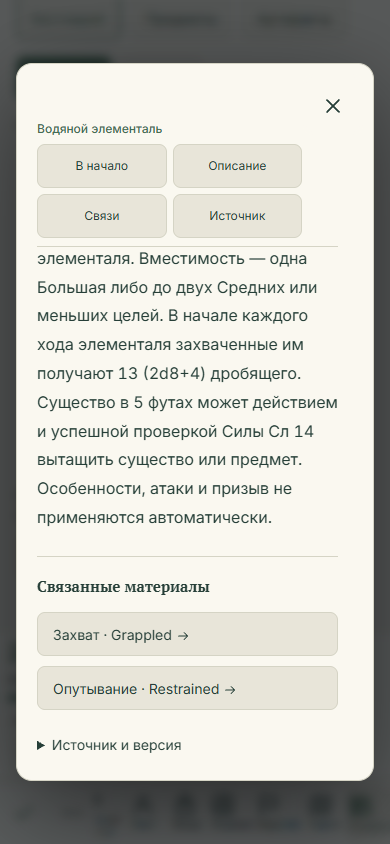 Водяной элементаль
В начало
Описание
Связи
Источник
элементаля. Вместимость — одна
Большая либо до двух Средних или
меньших целей. В начале каждого
хода элементаля захваченные им
получают 13 (2d8+4) дробящего.
Существо в 5 футах может действием
и успешной проверкой Силы Сл 14
вытащить существо или предмет.
Особенности, атаки и призыв не
применяются автоматически.
Связанные материалы
Захват · Grappled →
Опутывание · Restrained →
Источник и версия